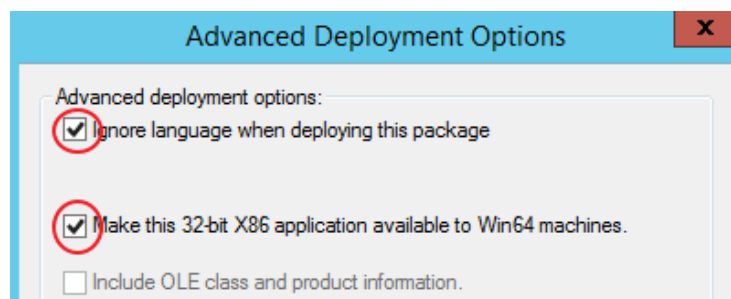 Advanced Deployment Options
x
Advanced deployment options:
Ignore language when deploying this package
Make this 32-bit X86 application available to Win64 machines.
Include OLE class and product information.